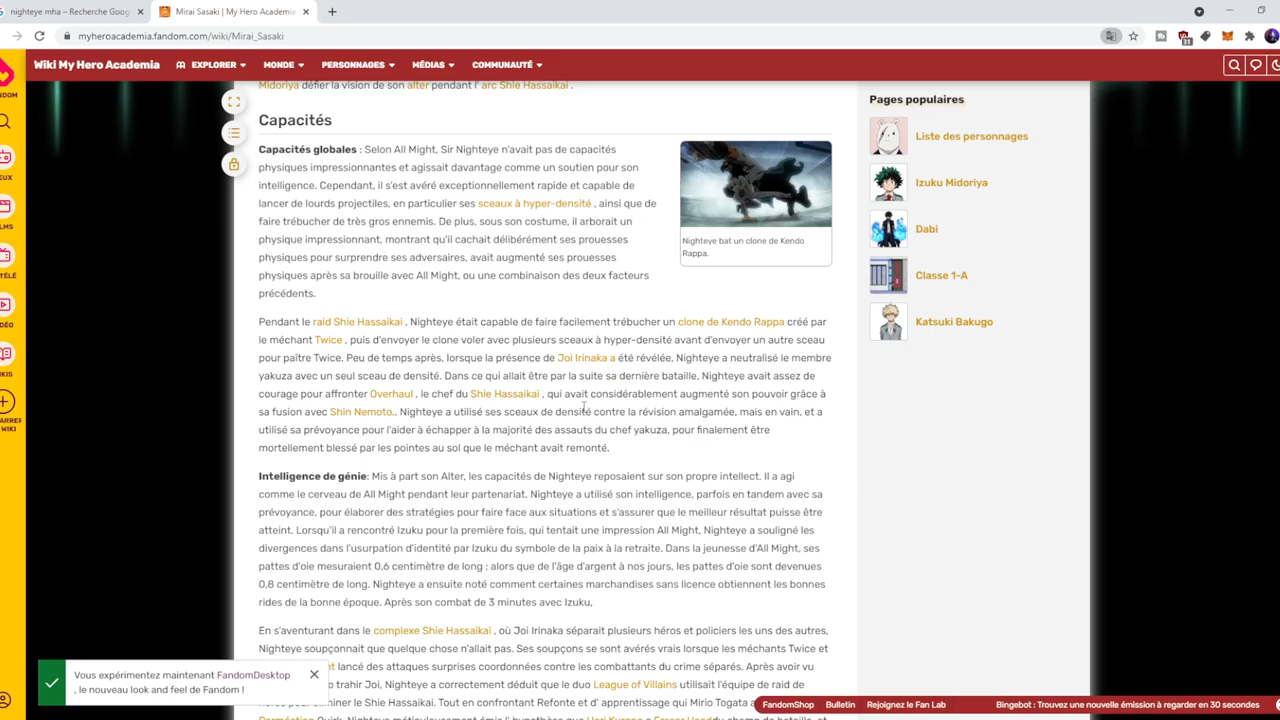 nighteye mha – Recherche Goog
Mirai Sasaki | My Hero Academia
myheroacademia.fandom.com/wiki/Mirai_Sasaki
31
Wiki My Hero Academia
EXPLORER
MONDE
PERSONNAGES
MÉDIAS
COMMUNAUTÉ
Midoriya défier la vision de son alter pendant l' arc Shie Hassaikai .
Capacités
Capacités globales : Selon All Might, Sir Nighteye n'avait pas de capacités
physiques impressionnantes et agissait davantage comme un soutien pour son
intelligence. Cependant, il s'est avéré exceptionnellement rapide et capable de
lancer de lourds projectiles, en particulier ses sceaux à hyper-densité , ainsi que de
faire trébucher de très gros ennemis. De plus, sous son costume, il arborait un
physique impressionnant, montrant qu'il cachait délibérément ses prouesses
physiques pour surprendre ses adversaires, avait augmenté ses prouesses
physiques après sa brouille avec All Might, ou une combinaison des deux facteurs
précédents.
Nighteye bat un clone de Kendo
Rappa.
Pendant le raid Shie Hassaikai , Nighteye était capable de faire facilement trébucher un clone de Kendo Rappa créé par
le méchant Twice , puis d'envoyer le clone voler avec plusieurs sceaux à hyper-densité avant d'envoyer un autre sceau
pour paître Twice. Peu de temps après, lorsque la présence de Joi Irinaka a été révélée, Nighteye a neutralisé le membre
yakuza avec un seul sceau de densité. Dans ce qui allait être par la suite sa dernière bataille, Nighteye avait assez de
courage pour affronter Overhaul , le chef du Shie Hassaikai , qui avait considérablement augmenté son pouvoir grâce à
sa fusion avec Shin Nemoto., Nighteye a utilisé ses sceaux de densité contre la révision amalgamée, mais en vain, et a
utilisé sa prévoyance pour l'aider à échapper à la majorité des assauts du chef yakuza, pour finalement être
mortellement blessé par les pointes au sol que le méchant avait remonté.
Intelligence de génie: Mis à part son Alter, les capacités de Nighteye reposaient sur son propre intellect. Il a agi
comme le cerveau de All Might pendant leur partenariat. Nighteye a utilisé son intelligence, parfois en tandem avec sa
prévoyance, pour élaborer des stratégies pour faire face aux situations et s'assurer que le meilleur résultat puisse être
atteint. Lorsqu'il a rencontré Izuku pour la première fois, qui tentait une impression All Might, Nighteye a souligné les
divergences dans l'usurpation d'identité par Izuku du symbole de la paix à la retraite. Dans la jeunesse d'All Might, ses
pattes d'oie mesuraient 0,6 centimètre de long ; alors que de l'âge d'argent à nos jours, les pattes d'oie sont devenues
0,8 centimètre de long. Nighteye a ensuite noté comment certaines marchandises sans licence obtiennent les bonnes
rides de la bonne époque. Après son combat de 3 minutes avec Izuku,
En s'aventurant dans le complexe Shie Hassaikai , où Joi Irinaka séparait plusieurs héros et policiers les uns des autres,
Nighteye soupçonnait que quelque chose n'allait pas. Ses soupçons se sont avérés vrais lorsque les méchants Twice et
lancé des attaques surprises coordonnées contre les combattants du crime séparés. Après avoir vu
trahir Joi, Nighteye a correctement déduit que le duo League of Villains utilisait l'équipe de raid de
pour éliminer le Shie Hassaikai. Tout en confrontant Refonte et d' apprentissage qui Mirio Togata a
Pages populaires
Liste des personnages
Izuku Midoriya
Dabi
Classe 1-A
Katsuki Bakugo
Vous expérimentez maintenant FandomDesktop
, le nouveau look and feel de Fandom !
FandomShop
Bulletin
Rejoignez le Fan Lab
Bingebot : Trouvez une nouvelle émission à regarder en 30 secondes